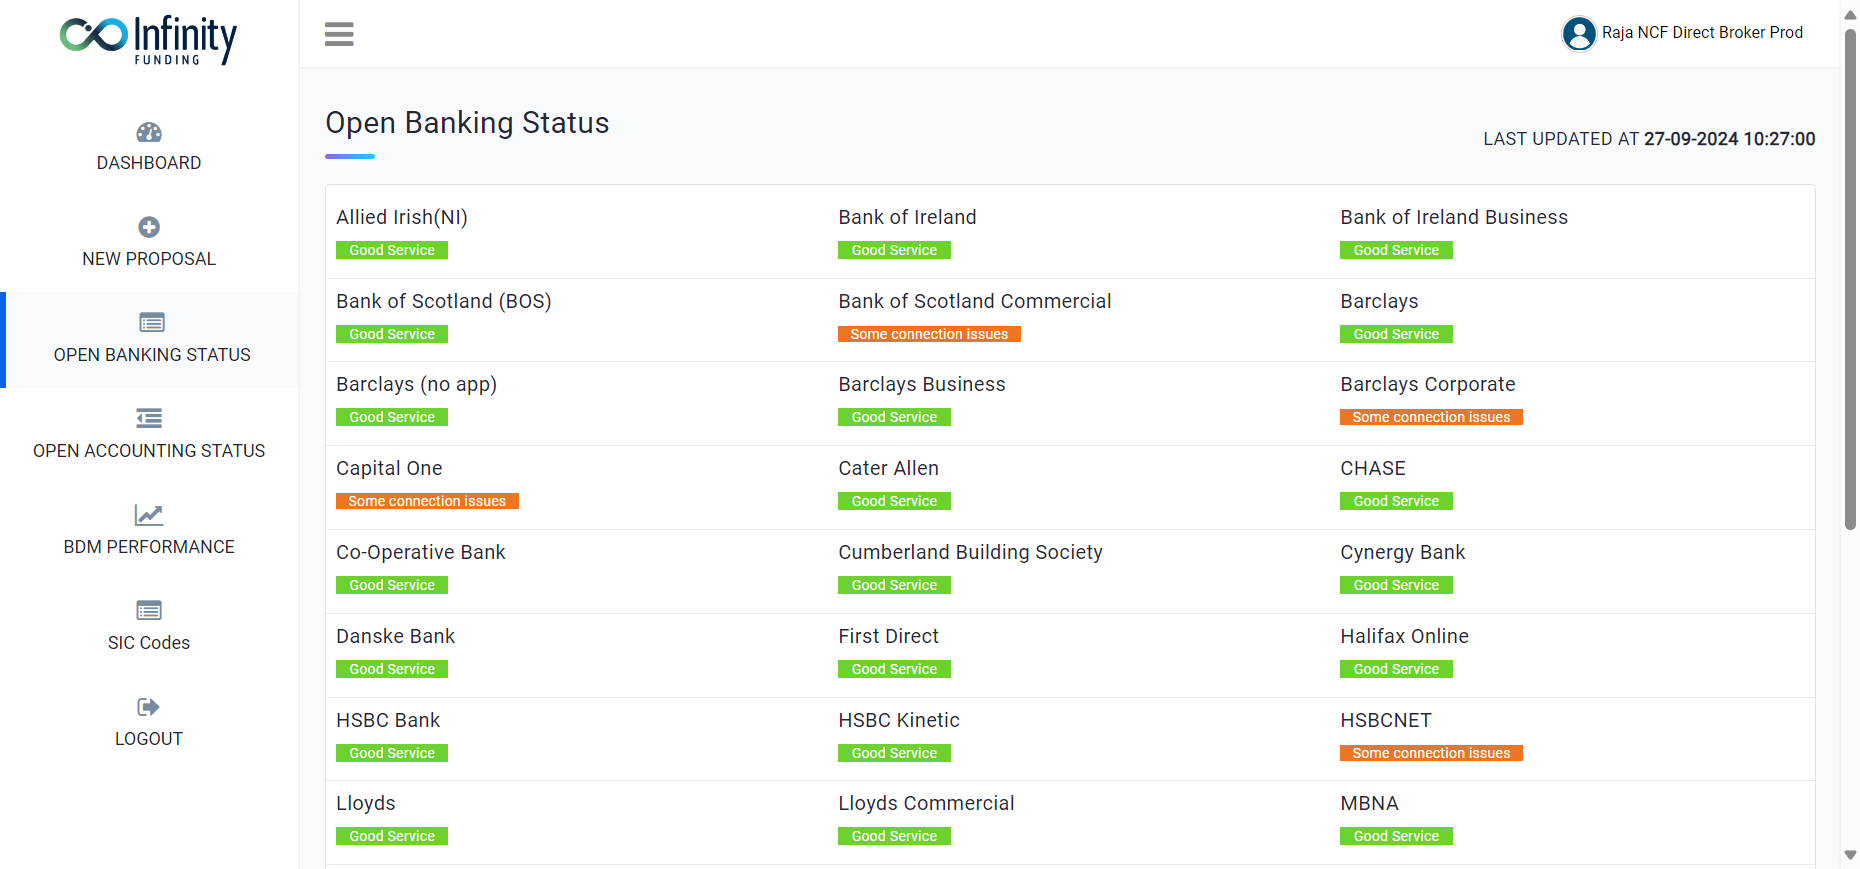 Infinity
FUNDING
Raja NCF Direct Broker Prod
DASHBOARD
NEW PROPOSAL
OPEN BANKING STATUS
OPEN ACCOUNTING STATUS
BDM PERFORMANCE
SIC Codes
LOGOUT
Open Banking Status
LAST UPDATED AT 27-09-2024 10:27:00
Allied Irish(NI)
Good Service
Bank of Ireland
Good Service
Bank of Ireland Business
Good Service
Bank of Scotland (BOS)
Good Service
Bank of Scotland Commercial
Some connection issues
Barclays
Good Service
Barclays (no app)
Good Service
Barclays Business
Good Service
Barclays Corporate
Some connection issues
Capital One
Some connection issues
Cater Allen
Good Service
CHASE
Good Service
Co-Operative Bank
Good Service
Cumberland Building Society
Good Service
Cynergy Bank
Good Service
Danske Bank
Good Service
First Direct
Good Service
Halifax Online
Good Service
HSBC Bank
Good Service
HSBC Kinetic
Good Service
HSBCNET
Some connection issues
Lloyds
Good Service
Lloyds Commercial
Good Service
MBNA
Good Service